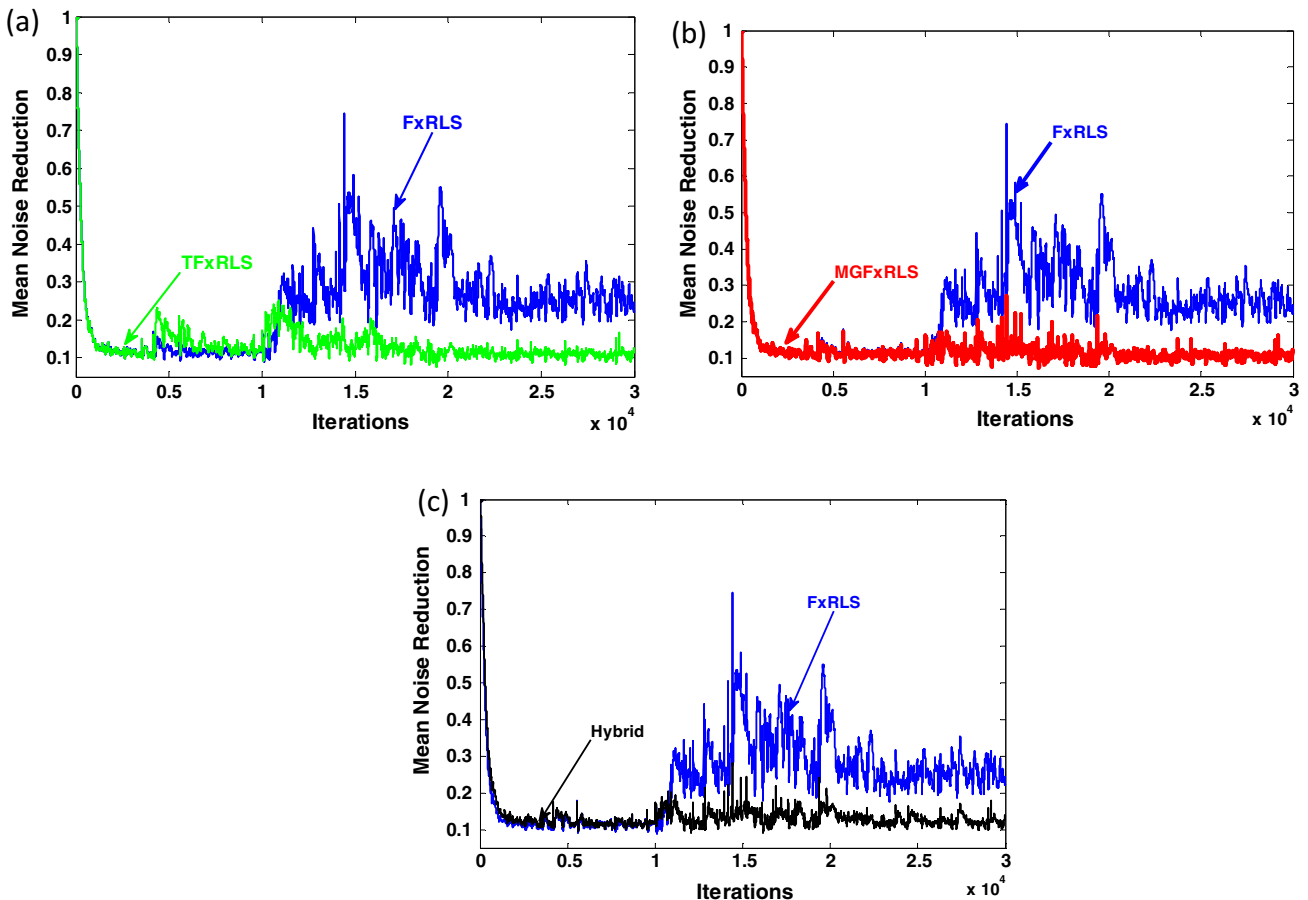 (a)
1
0.9
0.8
0.7
0.6
0.5
0.4
0.3
0.2
0.1
Mean Noise Reduction
FxRLS
TFxRLS
0 0.5 1 1.5 2 2.5 3
Iterations
x 10^4
(b)
1
0.9
0.8
0.7
0.6
0.5
0.4
0.3
0.2
0.1
Mean Noise Reduction
FxRLS
MGFxRLS
0 0.5 1 1.5 2 2.5 3
Iterations
x 10^4
(c)
1
0.9
0.8
0.7
0.6
0.5
0.4
0.3
0.2
0.1
Mean Noise Reduction
FxRLS
Hybrid
0 0.5 1 1.5 2 2.5 3
Iterations
x 10^4